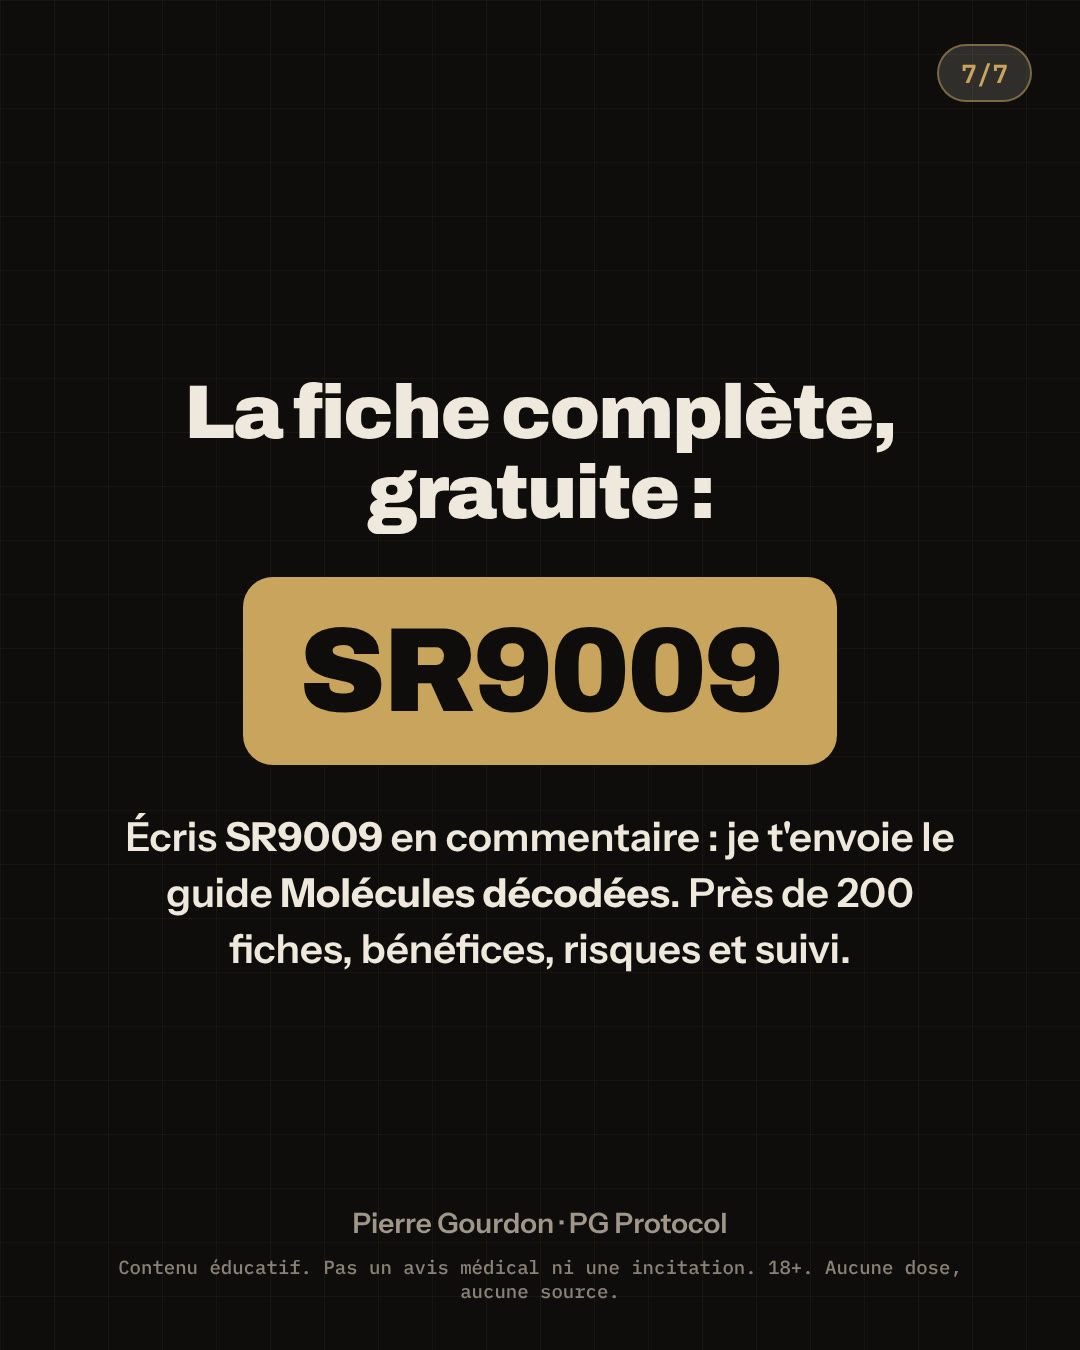 7/7
La fiche complète,
gratuite :
SR9009
Écris SR9009 en commentaire : je t'envoie le
guide Molécules décodées. Près de 200
fiches, bénéfices, risques et suivi.
Pierre Gourdon · PG Protocol
Contenu éducatif. Pas un avis médical ni une incitation. 18+. Aucune dose,
aucune source.